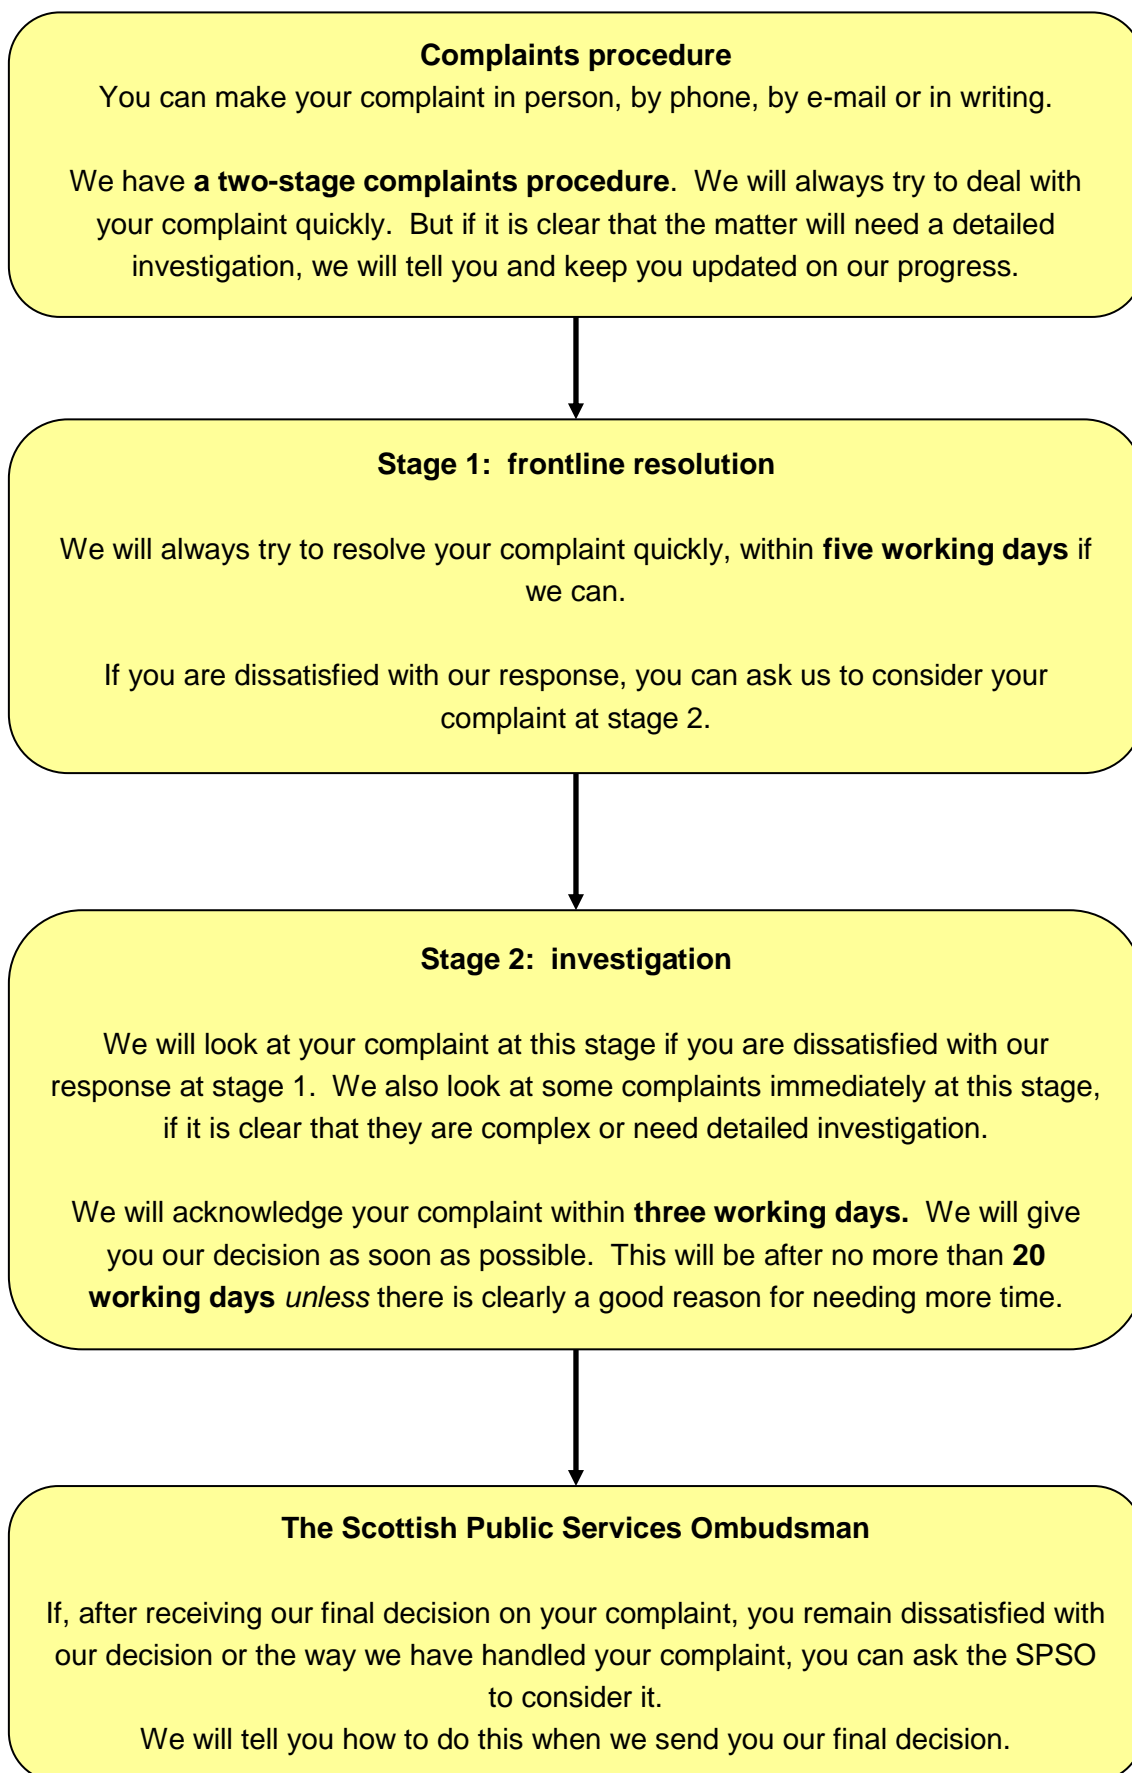 Complaints procedure
You can make your complaint in person, by phone, by e-mail or in writing.
We have a two-stage complaints procedure.  We will always try to deal with
your complaint quickly.  But if it is clear that the matter will need a detailed
investigation, we will tell you and keep you updated on our progress.
Stage 1:  frontline resolution
We will always try to resolve your complaint quickly, within five working days if
we can.
If you are dissatisfied with our response, you can ask us to consider your
complaint at stage 2.
Stage 2:  investigation
We will look at your complaint at this stage if you are dissatisfied with our
response at stage 1.  We also look at some complaints immediately at this stage,
if it is clear that they are complex or need detailed investigation.
We will acknowledge your complaint within three working days.  We will give
you our decision as soon as possible.  This will be after no more than 20
working days unless there is clearly a good reason for needing more time.
The Scottish Public Services Ombudsman
If, after receiving our final decision on your complaint, you remain dissatisfied with
our decision or the way we have handled your complaint, you can ask the SPSO
to consider it.
We will tell you how to do this when we send you our final decision.